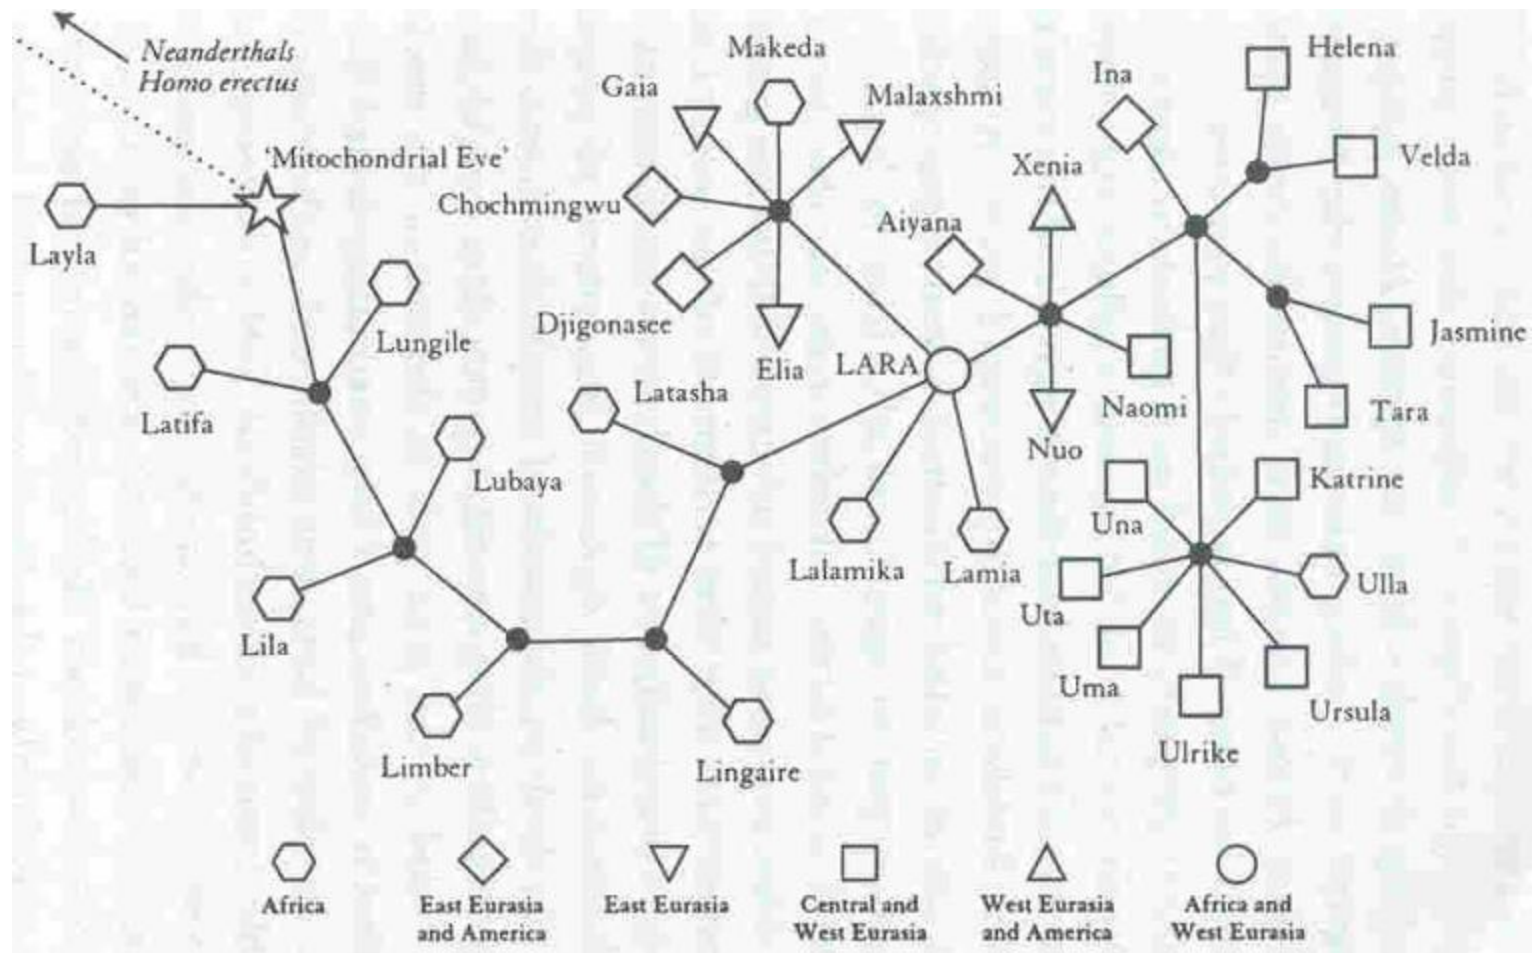 Neanderthals
Homo erectus
'Mitochondrial Eve'
Layla
Lungile
Latifa
Lubaya
Lila
Limber
Lingaire
Latasha
Makeda
Gaia
Malaxshmi
Chochmingwu
Djigonasee
Elia
LARA
Lalamika
Lamia
Aiyana
Xenia
Naomi
Nuo
Ina
Helena
Velda
Jasmine
Tara
Una
Katrine
Uta
Ulla
Uma
Ursula
Ulrike
Africa
East Eurasia
and America
East Eurasia
Central and
West Eurasia
West Eurasia
and America
Africa and
West Eurasia